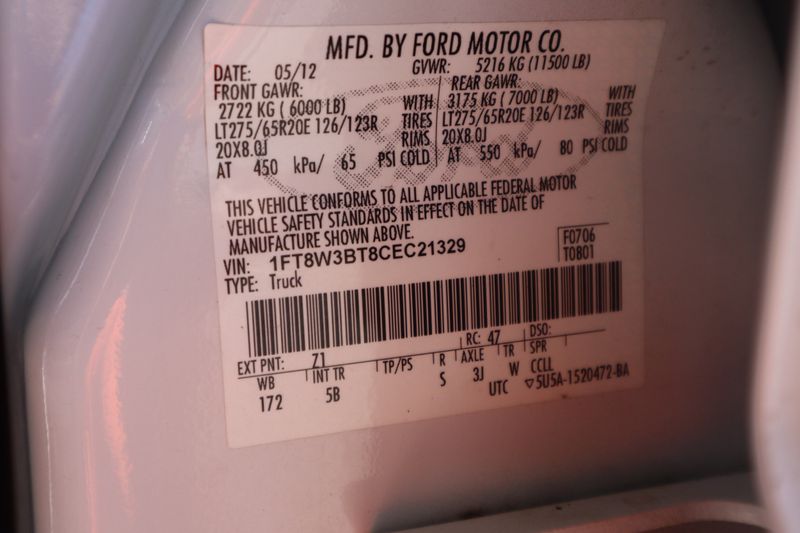 MFD. BY FORD MOTOR CO.
DATE: 05/12 GVWR: 5216 KG (11500 LB)
FRONT GAWR: REAR GAWR:
2722 KG ( 6000 LB) WITH 3175 KG ( 7000 LB) WITH
LT275/65R20E 126/123R TIRES LT275/65R20E 126/123R TIRES
20X8.0J RIMS 20X8.0J RIMS
AT 450 kPa/ 65 PSI COLD AT 550 kPa/ 80 PSI COLD
Ford
THIS VEHICLE CONFORMS TO ALL APPLICABLE FEDERAL MOTOR
VEHICLE SAFETY STANDARDS IN EFFECT ON THE DATE OF
MANUFACTURE SHOWN ABOVE.
VIN: 1FT8W3BT8CEC21329 F0706
TYPE: Truck T0801
EXT PNT: Z1 RC: 47 DSO:
WB INT TR TP/PS R AXLE TR SPR
172 5B S 3J W CCLL
UTC ▽5U5A-1520472-BA